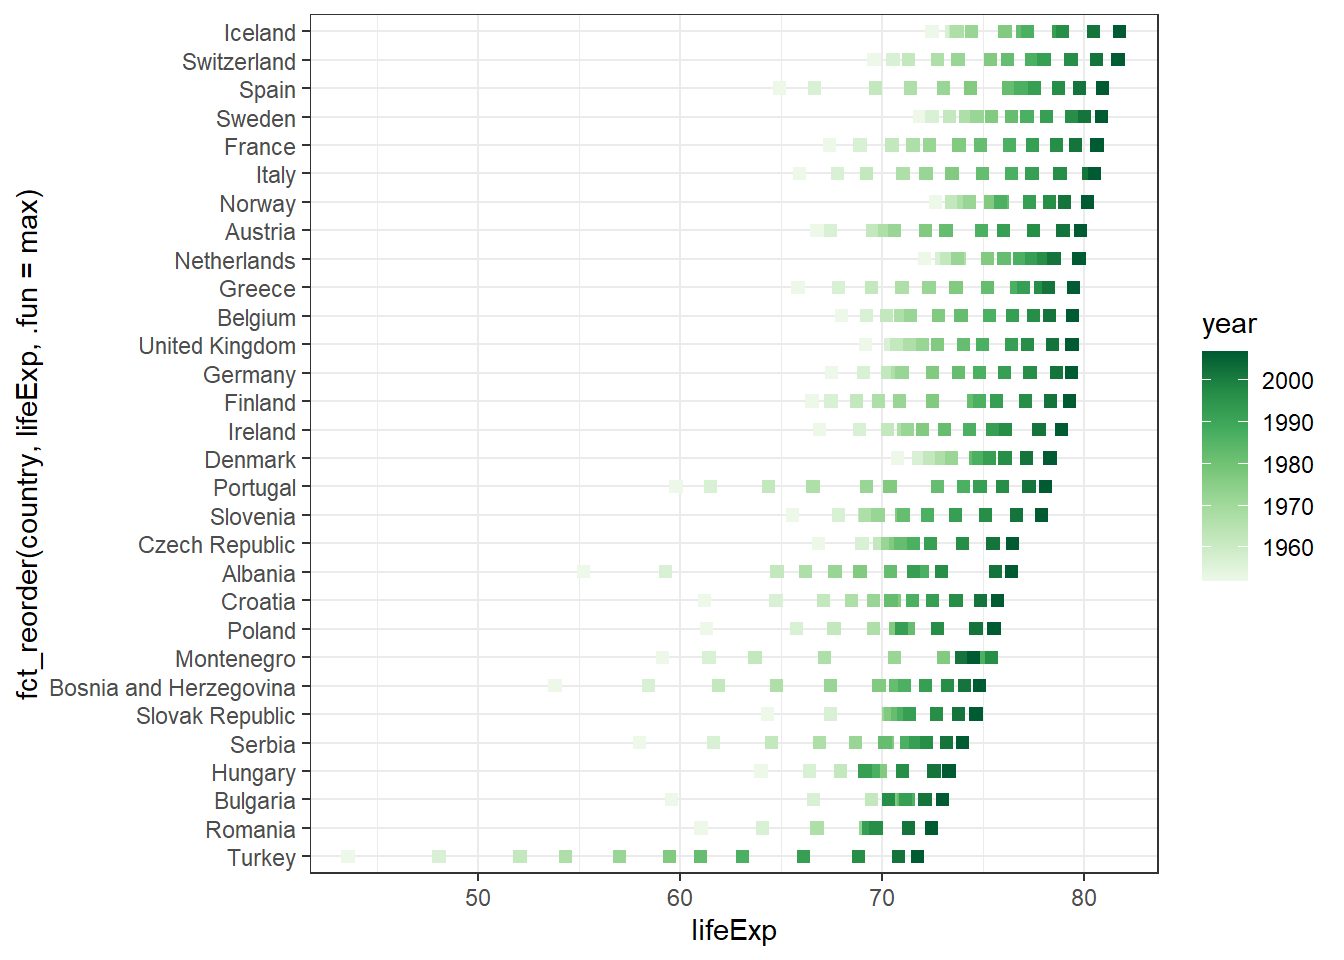 fct_reorder(country, lifeExp, .fun = max)
Iceland
Switzerland
Spain
Sweden
France
Italy
Norway
Austria
Netherlands
Greece
Belgium
United Kingdom
Germany
Finland
Ireland
Denmark
Portugal
Slovenia
Czech Republic
Albania
Croatia
Poland
Montenegro
Bosnia and Herzegovina
Slovak Republic
Serbia
Hungary
Bulgaria
Romania
Turkey
50 60 70 80
lifeExp
year
2000
1990
1980
1970
1960